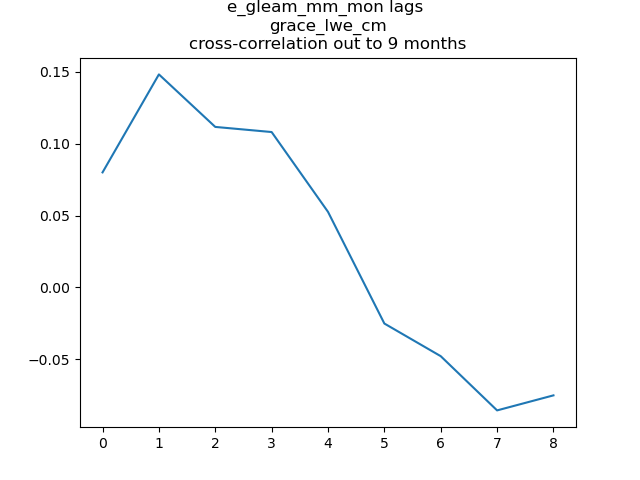 e_gleam_mm_mon lags
grace_lwe_cm
cross-correlation out to 9 months
0.15
0.10
0.05
0.00
−0.05
0 1 2 3 4 5 6 7 8